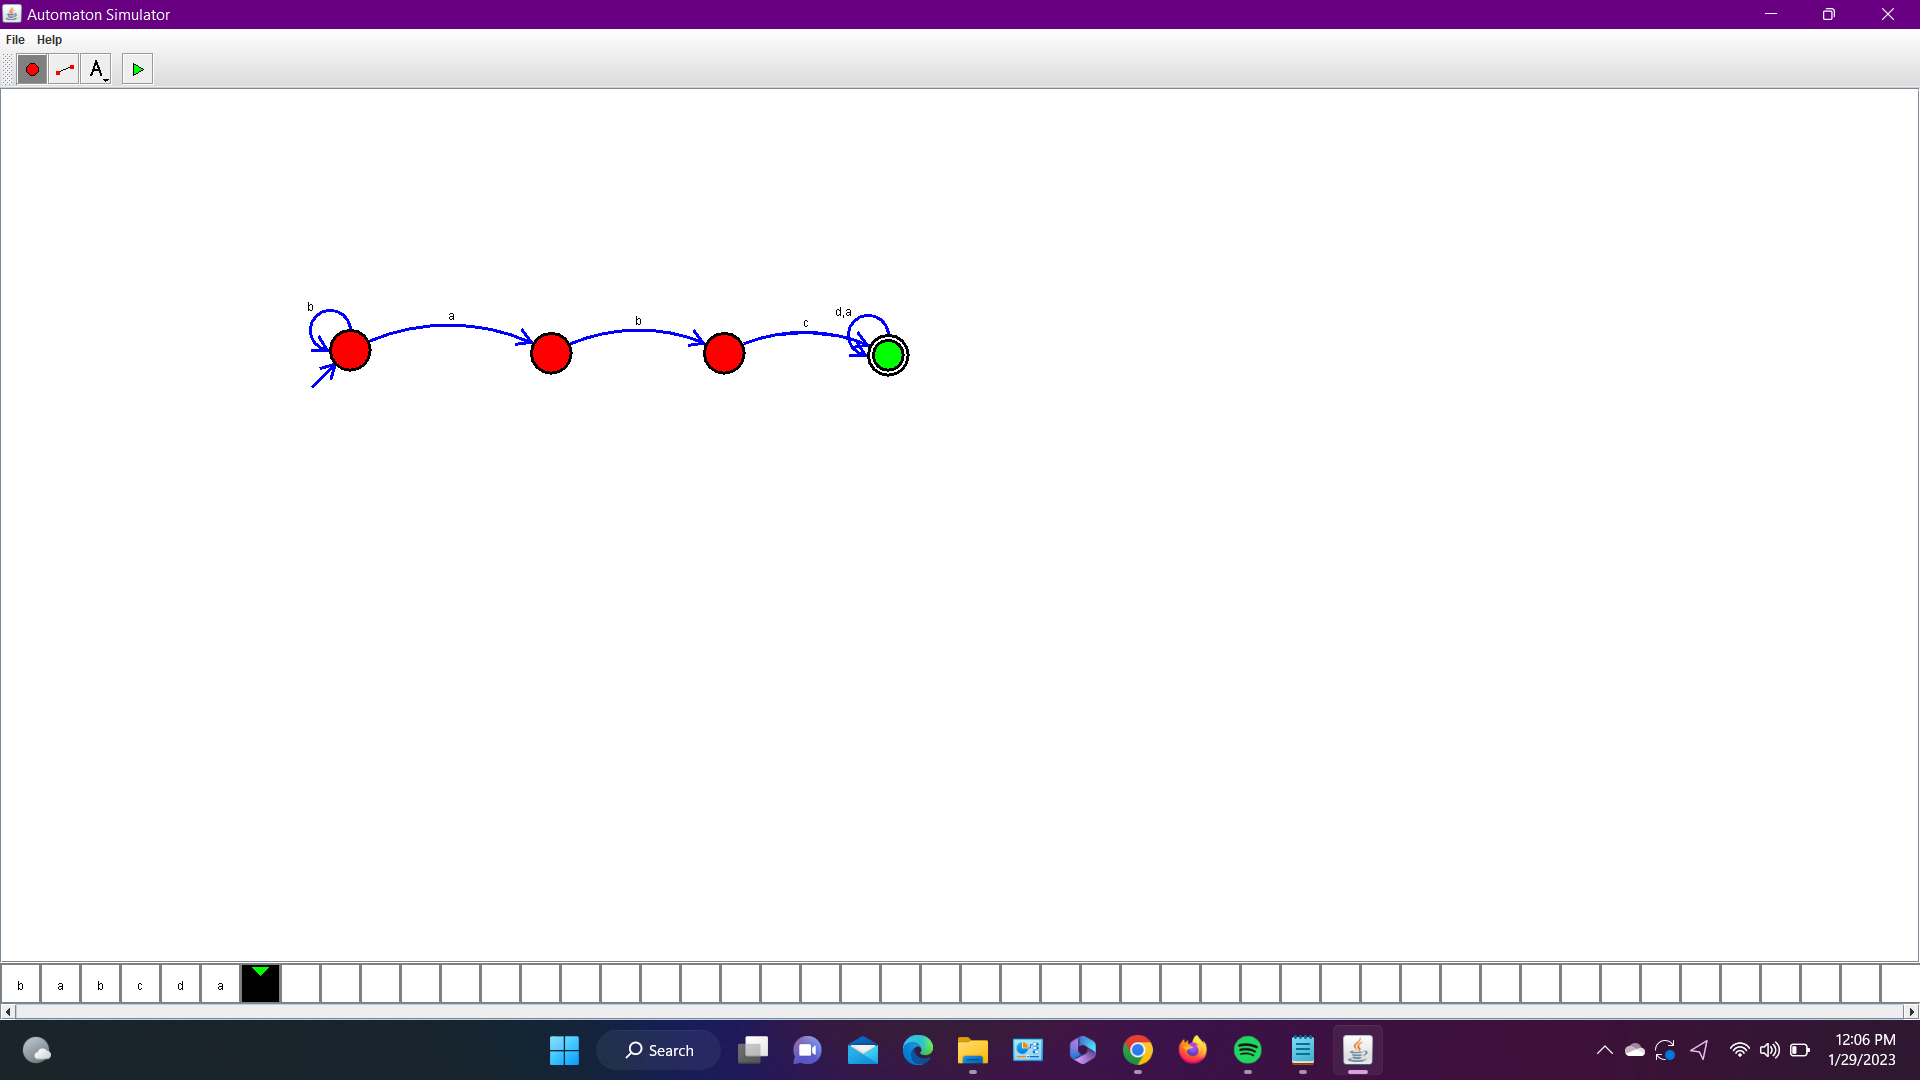 Automaton Simulator
File Help
A
b
a
b
c
d,a
b a b c d a
Search
12:06 PM
1/29/2023